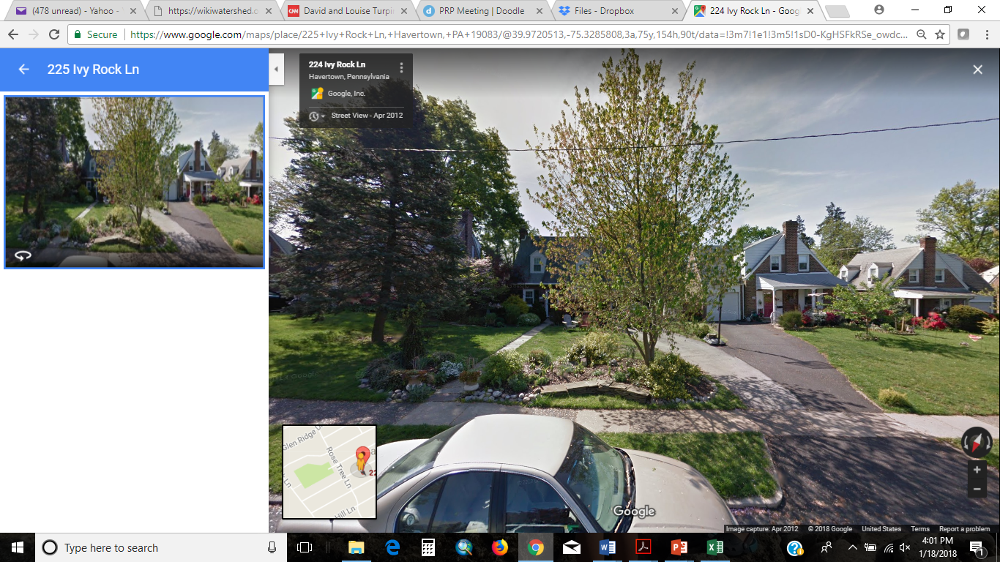 (478 unread) - Yahoo -
https://wikiwatershed.c
David and Louise Turpin
PRP Meeting | Doodle
Files - Dropbox
224 Ivy Rock Ln - Goog
Secure
https://www.google.com/maps/place/225+Ivy+Rock+Ln,+Havertown,+PA+19083/@39.9720513,-75.3285808,3a,75y,154h,90t/data=!3m7!1e1!3m5!1sD0-KgHSFkRSe_owdc...
225 Ivy Rock Ln
224 Ivy Rock Ln
Havertown, Pennsylvania
Google, Inc.
Street View - Apr 2012
Glen Ridge D
Rose Tree Ln
Ln
Hill Ln
22
Google
Image capture: Apr 2012 © 2018 Google United States Terms Report a problem
Type here to search
4:01 PM
1/18/2018
1